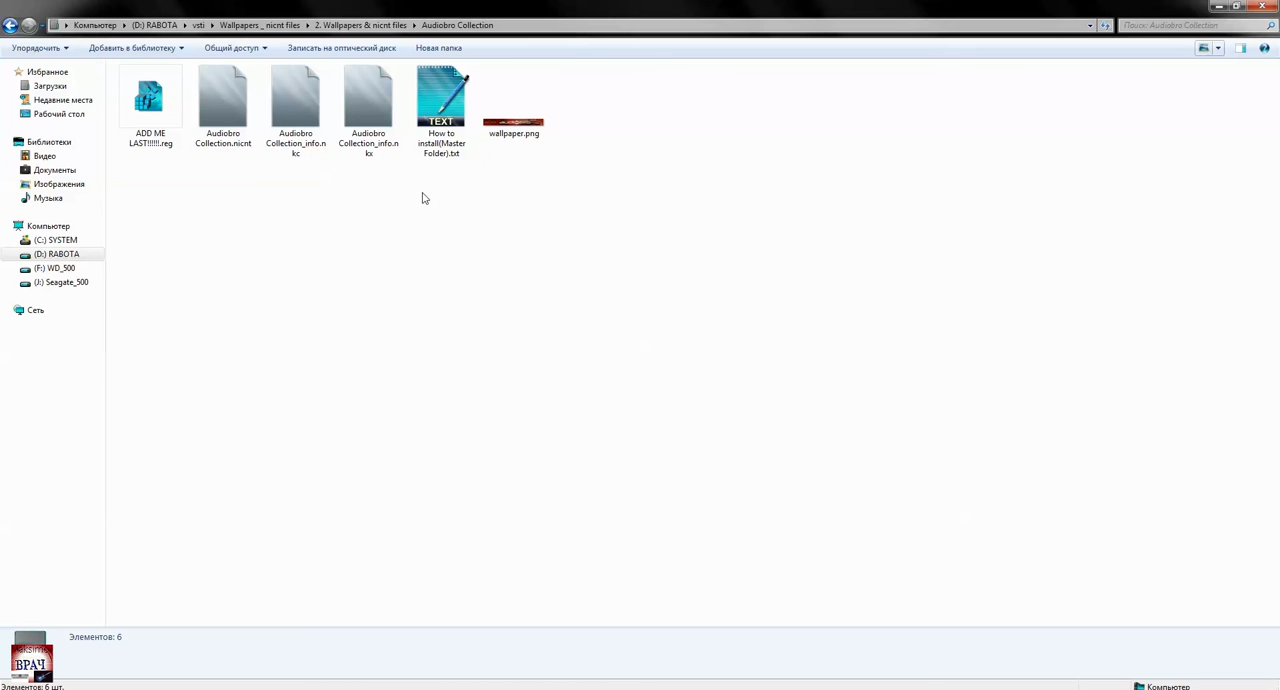 Компьютер
(D:) RABOTA
vsti
Wallpapers _ nicnt files
2. Wallpapers & nicnt files
Audiobro Collection
Поиск: Audiobro Collection
Упорядочить
Добавить в библиотеку
Общий доступ
Записать на оптический диск
Новая папка
Избранное
Загрузки
Недавние места
Рабочий стол
Библиотеки
Видео
Документы
Изображения
Музыка
Компьютер
(C:) SYSTEM
(D:) RABOTA
(F:) WD_500
(J:) Seagate_500
Сеть
ADD ME
LAST!!!!!!.reg
Audiobro
Collection.nicnt
Audiobro
Collection_info.n
kc
Audiobro
Collection_info.n
kx
TEXT
How to
install(Master
Folder).txt
wallpaper.png
Элементов: 6
ВРАЧ
Элементов: 6 шт.
Компьютер